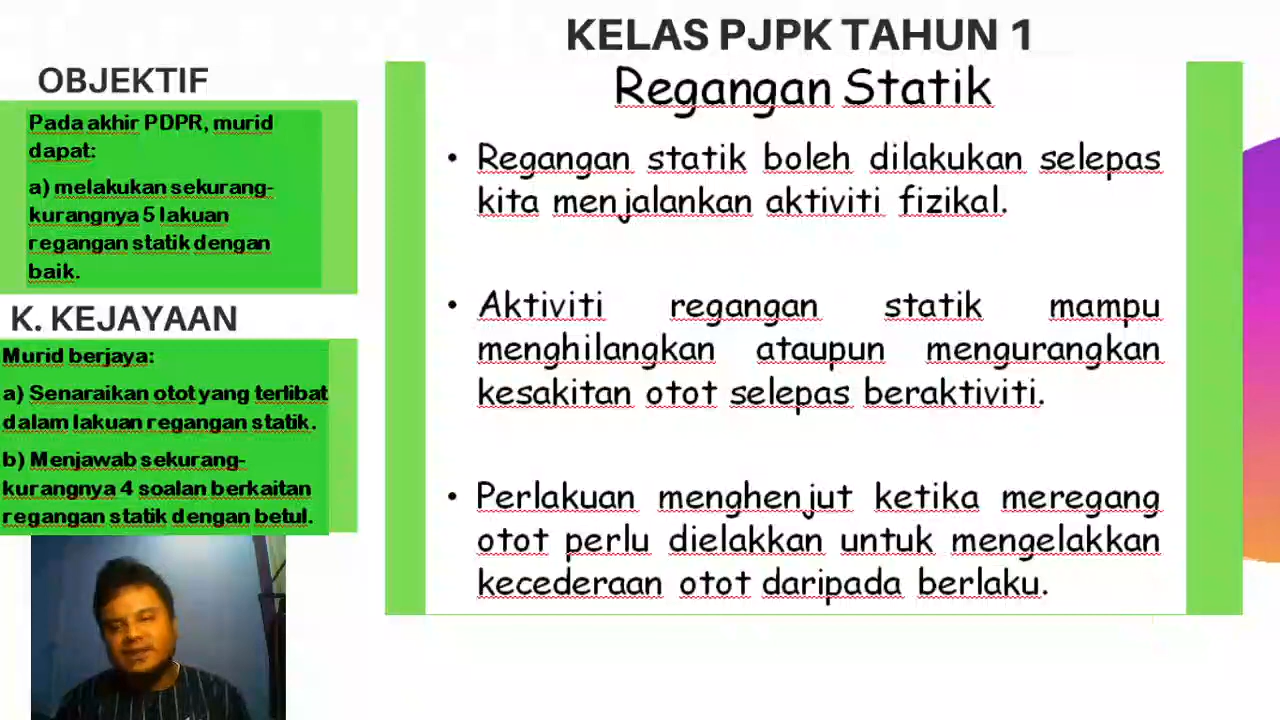 KELAS PJPK TAHUN 1
OBJEKTIF
Pada akhir PDPR, murid
dapat:
a) melakukan sekurang-
kurangnya 5 lakuan
regangan statik dengan
baik.
K. KEJAYAAN
Murid berjaya:
a) Senaraikan otot yang terlibat
dalam lakuan regangan statik.
b) Menjawab sekurang-
kurangnya 4 soalan berkaitan
regangan statik dengan betul.
Regangan Statik
• Regangan statik boleh dilakukan selepas
kita menjalankan aktiviti fizikal.
• Aktiviti regangan statik mampu
menghilangkan ataupun mengurangkan
kesakitan otot selepas beraktiviti.
• Perlakuan menghenjut ketika meregang
otot perlu dielakkan untuk mengelakkan
kecederaan otot daripada berlaku.